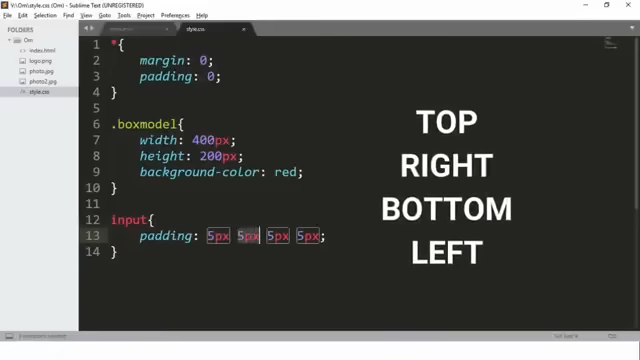 V:\Om\style.css (Om) - Sublime Text (UNREGISTERED)
File Edit Selection Find View Goto Tools Project Preferences Help
FOLDERS
Om
index.html
logo.png
photo.jpg
photo2.jpg
style.css
style.css
1 *{
2 margin: 0;
3 padding: 0;
4 }
5
6 .boxmodel{
7 width: 400px;
8 height: 200px;
9 background-color: red;
10 }
11
12 input{
13 padding: 5px 5px 5px 5px;
14 }
TOP
RIGHT
BOTTOM
LEFT